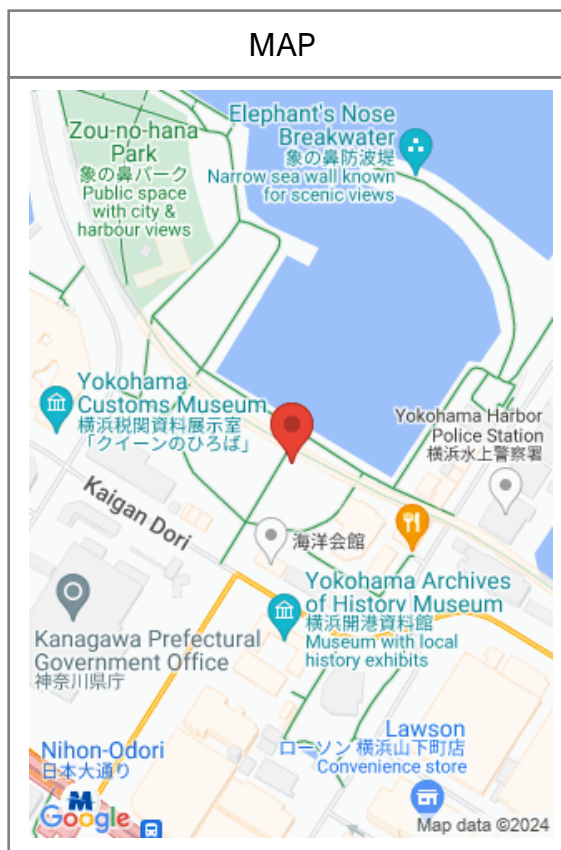 MAP
Elephant's Nose
Breakwater
象の鼻防波堤
Narrow sea wall known
for scenic views
Zou-no-hana
Park
象の鼻パーク
Public space
with city &
harbour views
Yokohama
Customs Museum
横浜税関資料展示室
「クイーンのひろば」
Yokohama Harbor
Police Station
横浜水上警察署
Kaigan Dori
海洋会館
Yokohama Archives
of History Museum
横浜開港資料館
Museum with local
history exhibits
Kanagawa Prefectural
Government Office
神奈川県庁
Lawson
ローソン 横浜山下町店
Convenience store
Nihon-Odori
日本大通り
Google
Map data ©2024